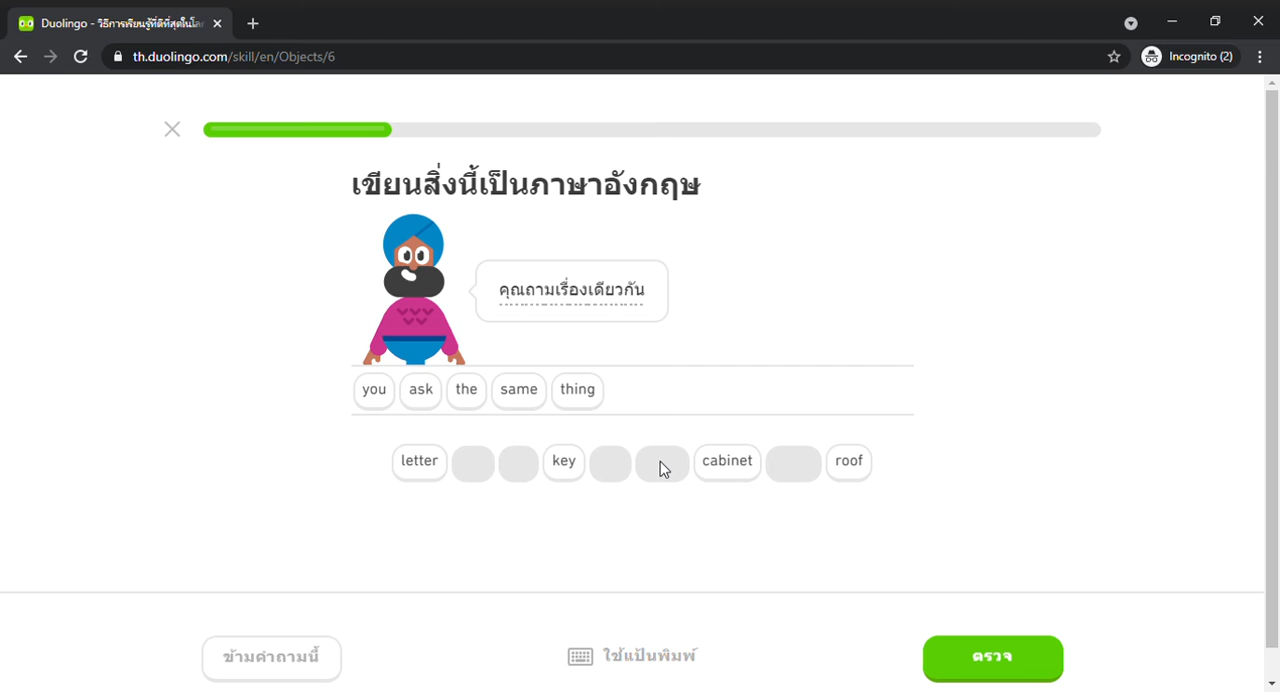 Duolingo - วิธีการเรียนรู้ที่ดีที่สุดในโล
th.duolingo.com/skill/en/Objects/6
Incognito (2)
เขียนสิ่งนี้เป็นภาษาอังกฤษ
คุณถามเรื่องเดียวกัน
you ask the same thing
letter key cabinet roof
ข้ามคำถามนี้
ใช้แป้นพิมพ์
ตรวจ